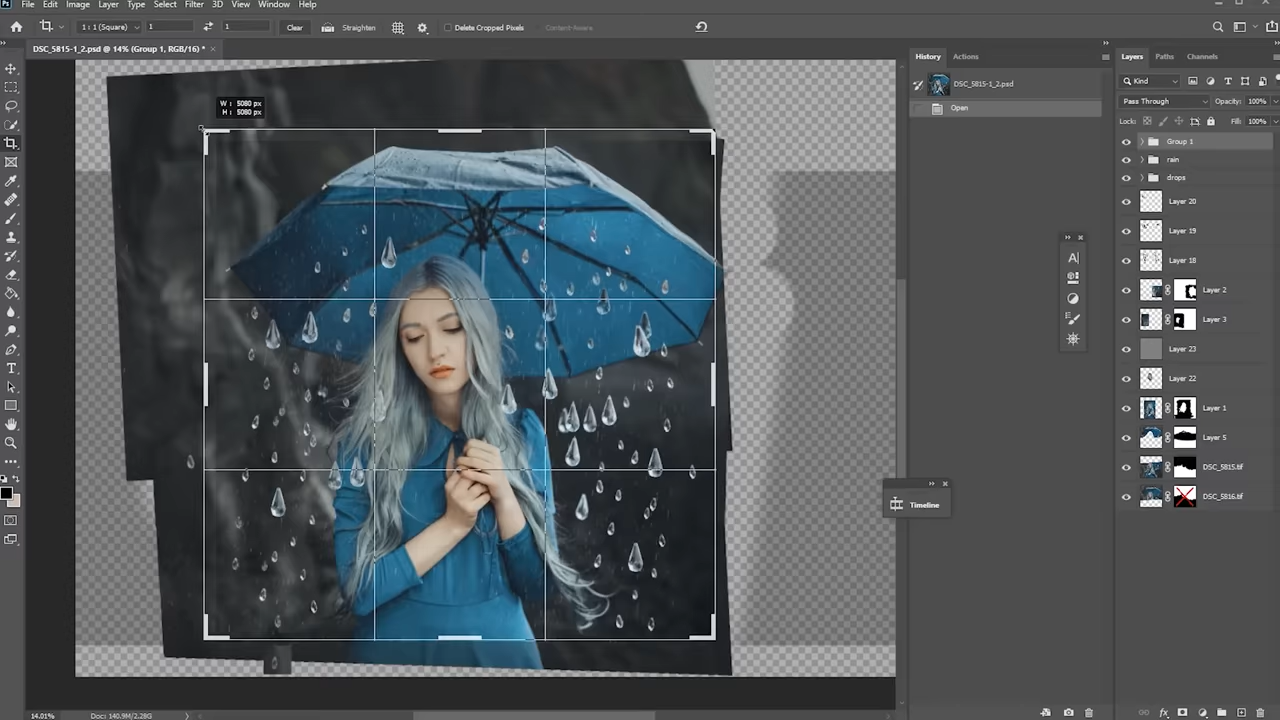 Ps File Edit Image Layer Type Select Filter 3D View Window Help
1 : 1 (Square) 1 1 Clear Straighten Delete Cropped Pixels Content-Aware
DSC_5815-1_2.psd @ 14% (Group 1, RGB/16) *
W : 5080 px
H : 5080 px
History Actions
DSC_5815-1_2.psd
Open
Timeline
Layers Paths Channels
Kind
Pass Through Opacity: 100%
Lock: Fill: 100%
Group 1
rain
drops
Layer 20
Layer 19
Layer 18
Layer 2
Layer 3
Layer 23
Layer 22
Layer 1
Layer 5
DSC_5815.tif
DSC_5816.tif
14.01% Doc: 140.9M/2.28G